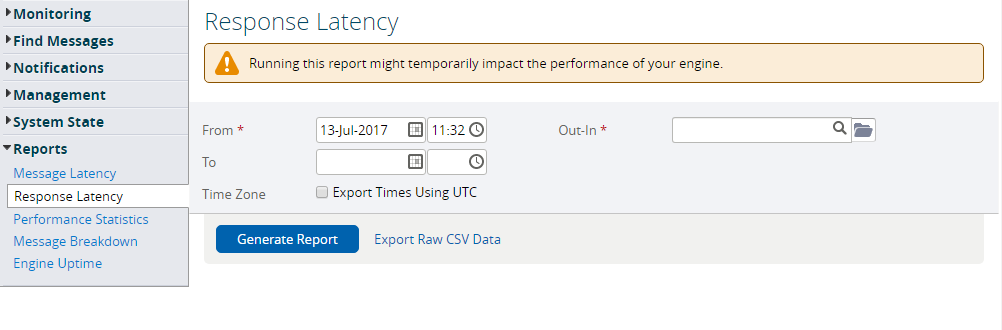 Monitoring
Find Messages
Notifications
Management
System State
Reports
Message Latency
Response Latency
Performance Statistics
Message Breakdown
Engine Uptime
Response Latency
Running this report might temporarily impact the performance of your engine.
From * 13-Jul-2017 11:32 Out-In *
To
Time Zone Export Times Using UTC
Generate Report Export Raw CSV Data